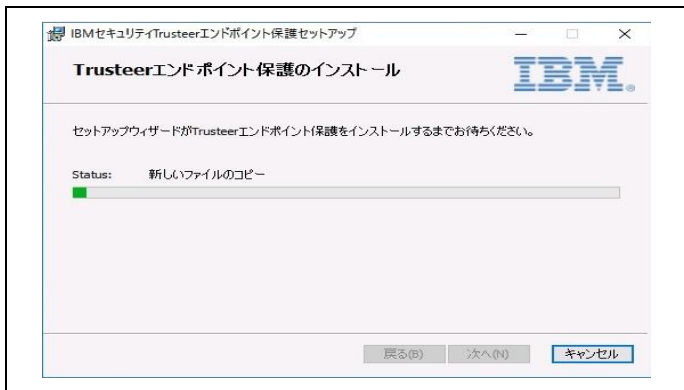 IBMセキュリティTrusteerエンドポイント保護セットアップ
Trusteerエンドポイント保護のインストール
IBM®
セットアップウィザードがTrusteerエンドポイント保護をインストールするまでお待ちください。
Status: 新しいファイルのコピー
戻る(B) 次へ(N) キャンセル